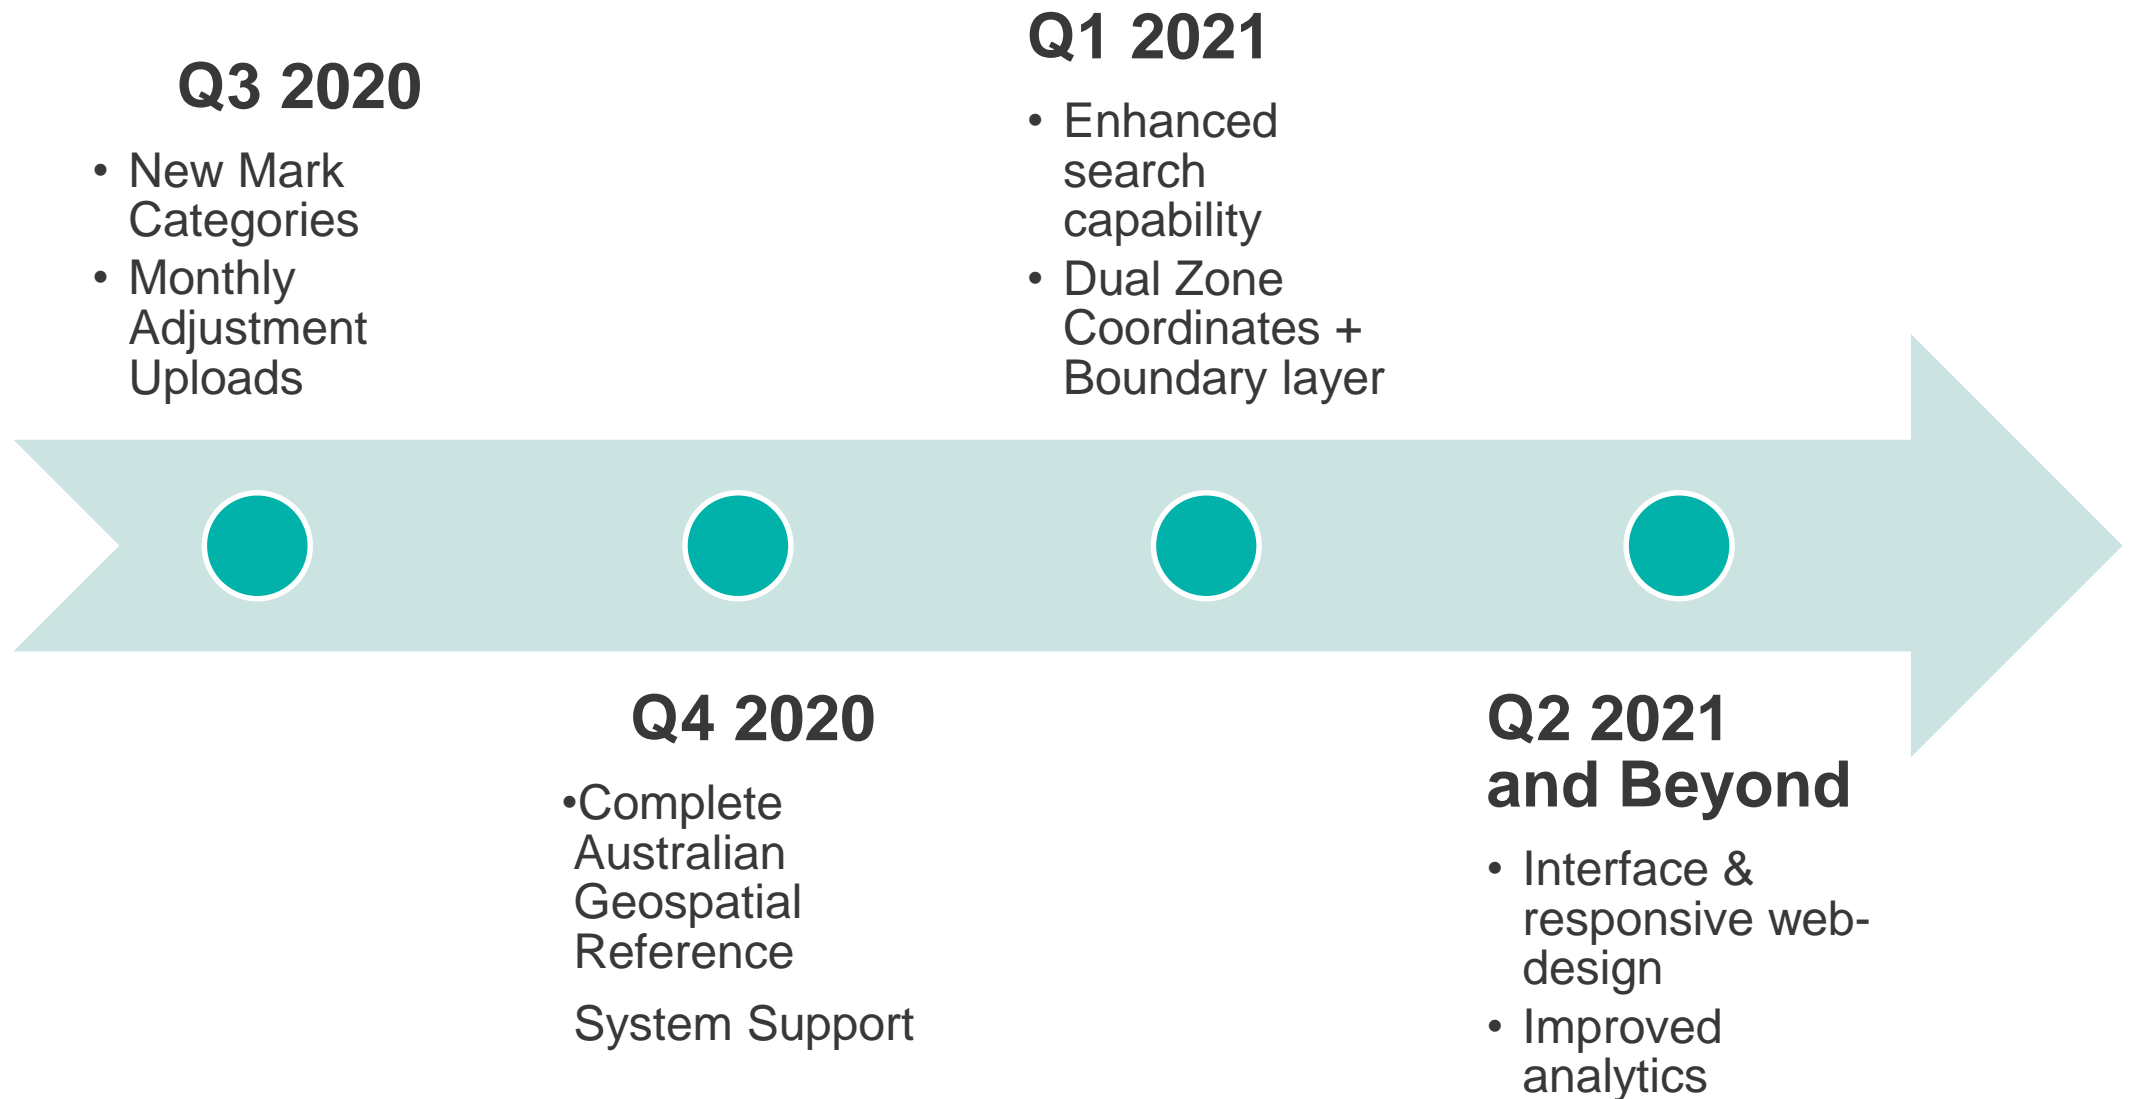 Q3 2020
• New Mark
Categories
• Monthly
Adjustment
Uploads
Q4 2020
•Complete
Australian
Geospatial
Reference
System Support
Q1 2021
• Enhanced
search
capability
• Dual Zone
Coordinates +
Boundary layer
Q2 2021
and Beyond
• Interface &
responsive web-
design
• Improved
analytics